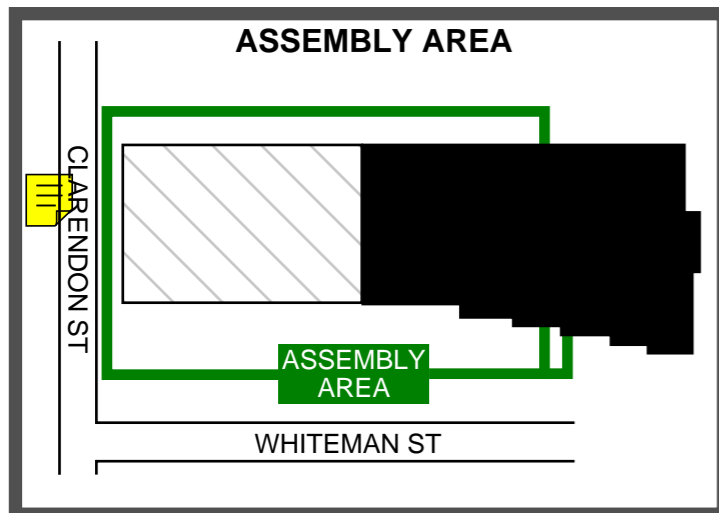 ASSEMBLY AREA
CLARENDON ST
ASSEMBLY
AREA
WHITEMAN ST